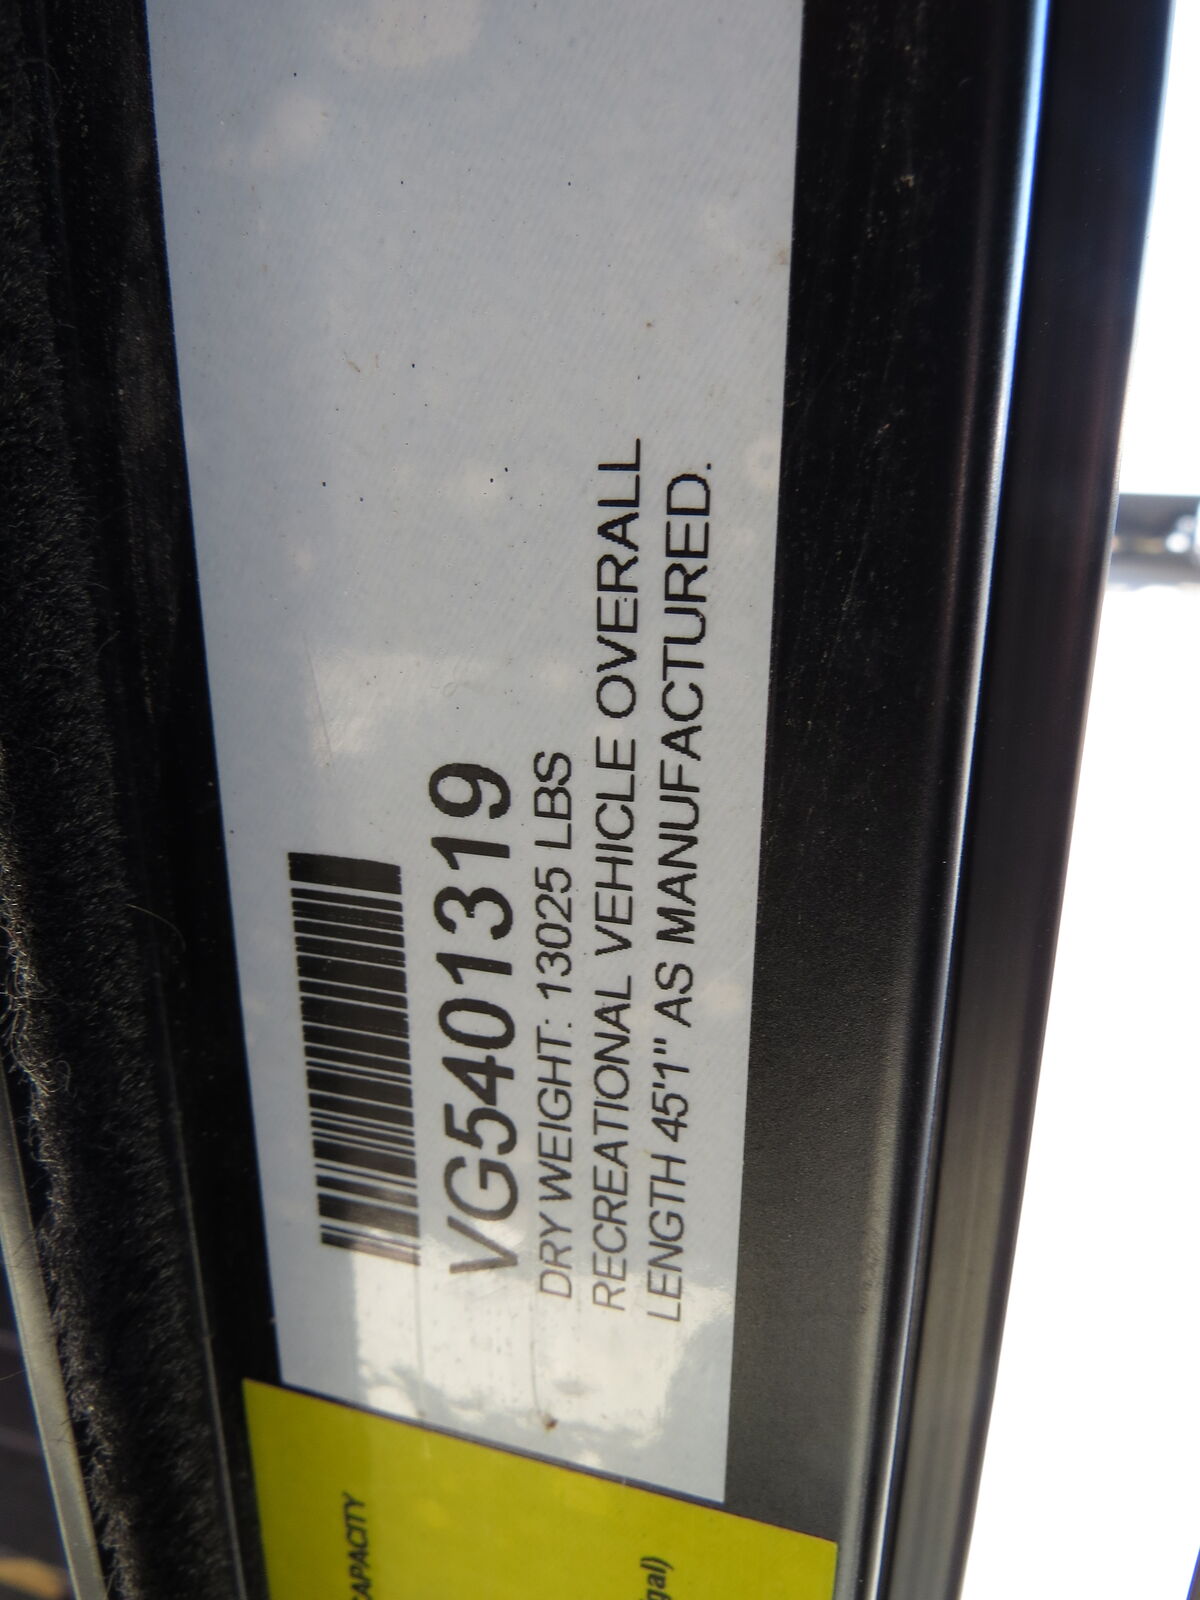 VG5401319
DRY WEIGHT: 13025 LBS
RECREATIONAL VEHICLE OVERALL
LENGTH 45'1" AS MANUFACTURED.
CAPACITY
gal)